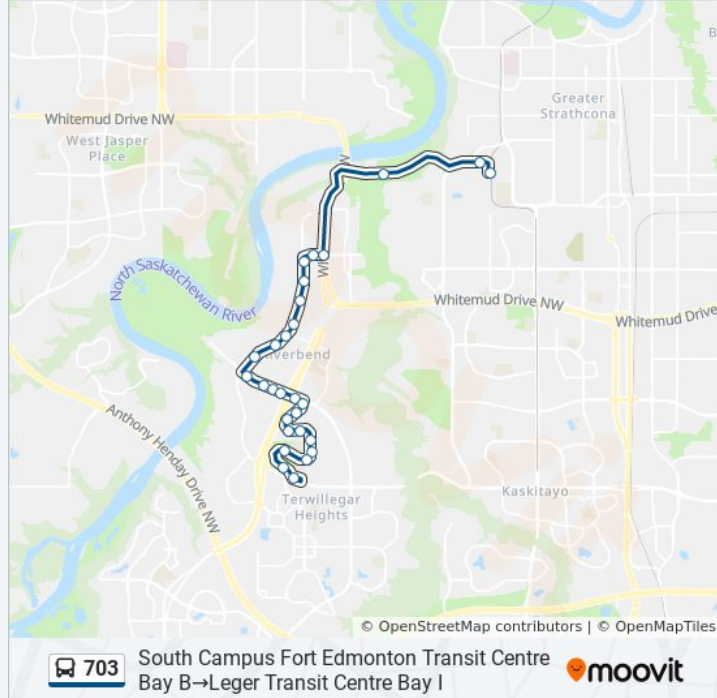 Greater
Strathcona
Whitemud Drive NW
West Jasper
Place
North Saskatchewan River
Whitemud Drive NW
Whitemud Drive
Riverbend
Anthony Henday Drive NW
Kaskitayo
Terwillegar
Heights
© OpenStreetMap contributors | © OpenMapTiles
703
South Campus Fort Edmonton Transit Centre
Bay B→Leger Transit Centre Bay I
moovit